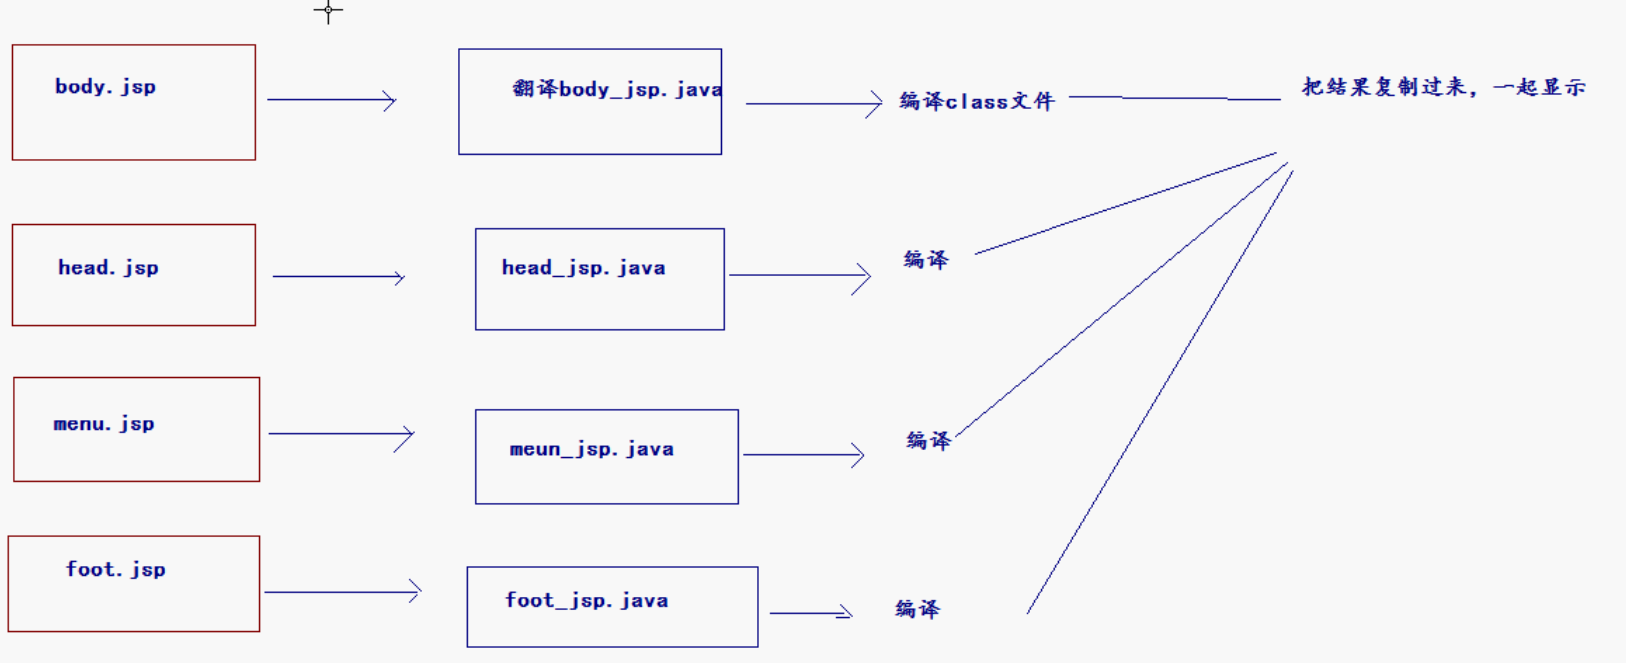 body.jsp
翻译body_jsp.java
编译class文件
把结果复制过来，一起显示
head.jsp
head_jsp.java
编译
menu.jsp
meun_jsp.java
编译
foot.jsp
foot_jsp.java
编译